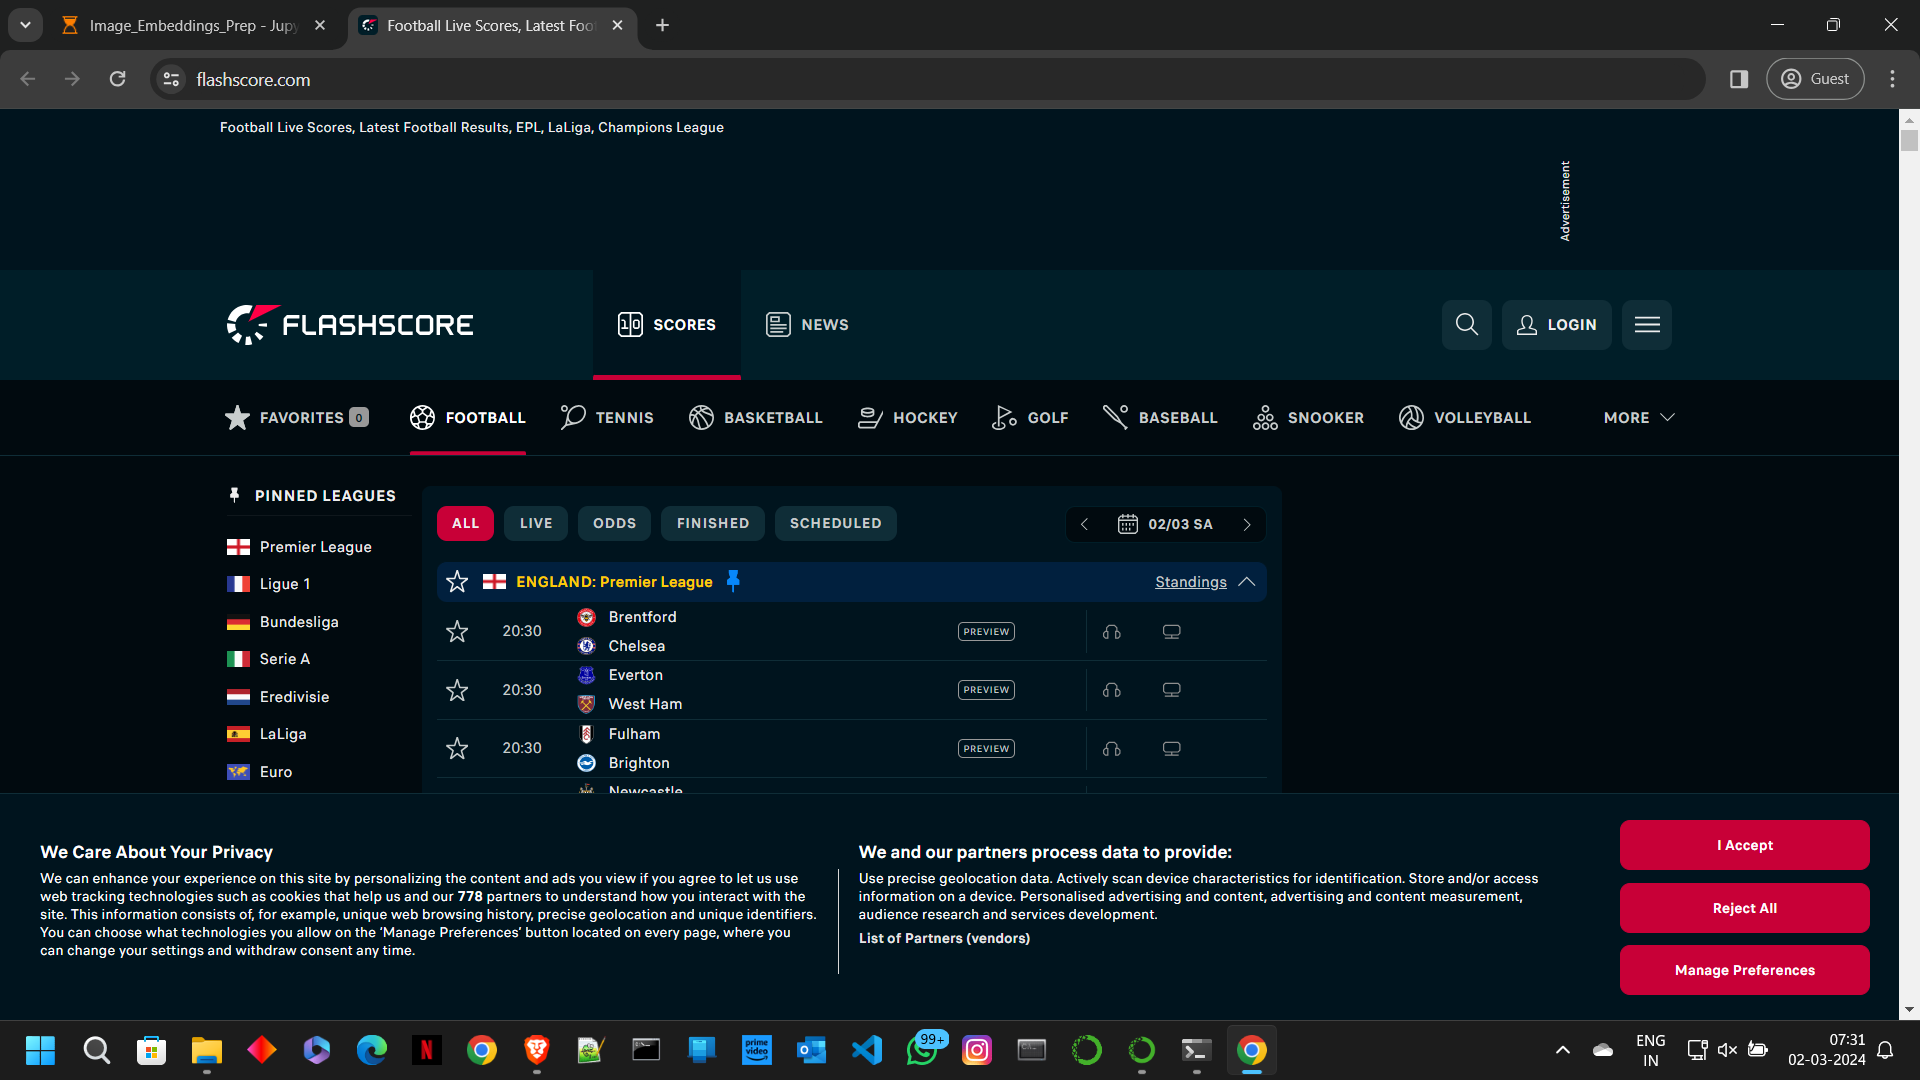 Image_Embeddings_Prep - Jupy
Football Live Scores, Latest Foo
flashscore.com
Guest
Football Live Scores, Latest Football Results, EPL, LaLiga, Champions League
Advertisement
FLASHSCORE
SCORES
NEWS
LOGIN
FAVORITES 0
FOOTBALL
TENNIS
BASKETBALL
HOCKEY
GOLF
BASEBALL
SNOOKER
VOLLEYBALL
MORE
PINNED LEAGUES
Premier League
Ligue 1
Bundesliga
Serie A
Eredivisie
LaLiga
Euro
ALL
LIVE
ODDS
FINISHED
SCHEDULED
02/03 SA
ENGLAND: Premier League
Standings
20:30
Brentford
Chelsea
PREVIEW
20:30
Everton
West Ham
PREVIEW
20:30
Fulham
Brighton
PREVIEW
Newcastle
We Care About Your Privacy
We can enhance your experience on this site by personalizing the content and ads you view if you agree to let us use
web tracking technologies such as cookies that help us and our 778 partners to understand how you interact with the
site. This information consists of, for example, unique web browsing history, precise geolocation and unique identifiers.
You can choose what technologies you allow on the ‘Manage Preferences’ button located on every page, where you
can change your settings and withdraw consent any time.
We and our partners process data to provide:
Use precise geolocation data. Actively scan device characteristics for identification. Store and/or access
information on a device. Personalised advertising and content, advertising and content measurement,
audience research and services development.
List of Partners (vendors)
I Accept
Reject All
Manage Preferences
N
prime
video
99+
ENG
IN
07:31
02-03-2024